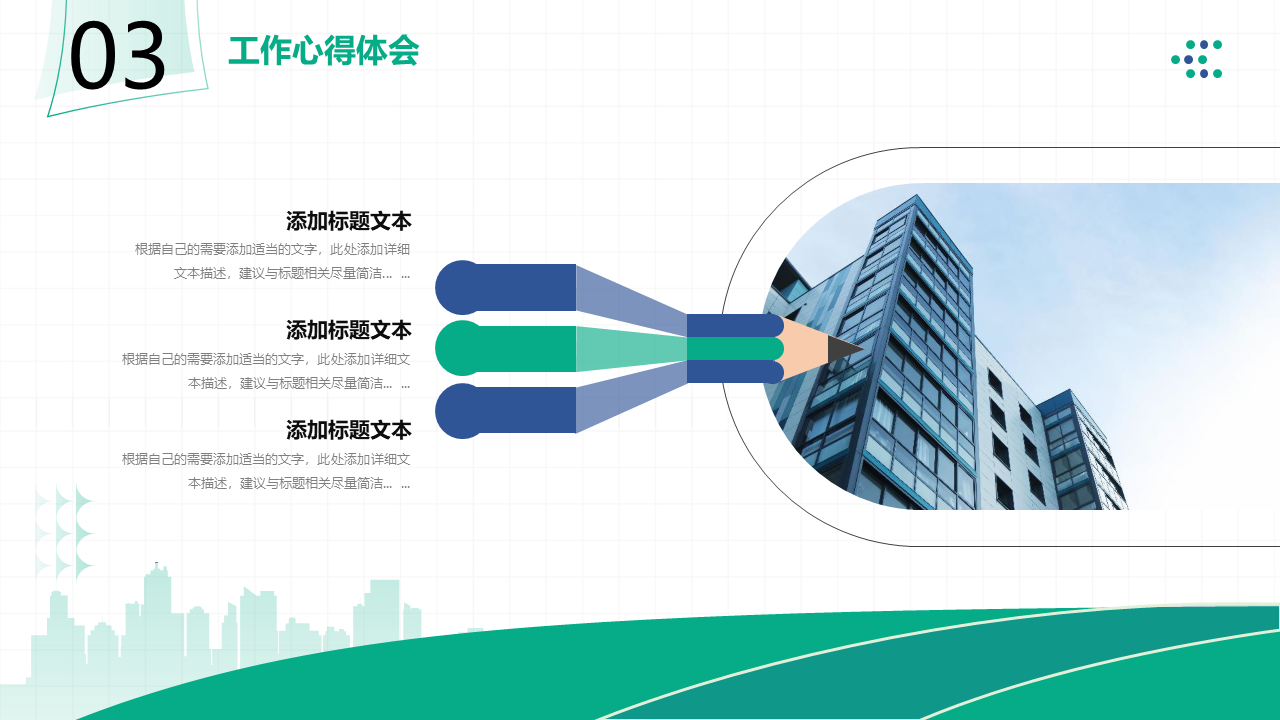 03
工作心得体会
添加标题文本
根据自己的需要添加适当的文字，此处添加详细
文本描述，建议与标题相关尽量简洁... ...
添加标题文本
根据自己的需要添加适当的文字，此处添加详细文
本描述，建议与标题相关尽量简洁... ...
添加标题文本
根据自己的需要添加适当的文字，此处添加详细文
本描述，建议与标题相关尽量简洁... ...